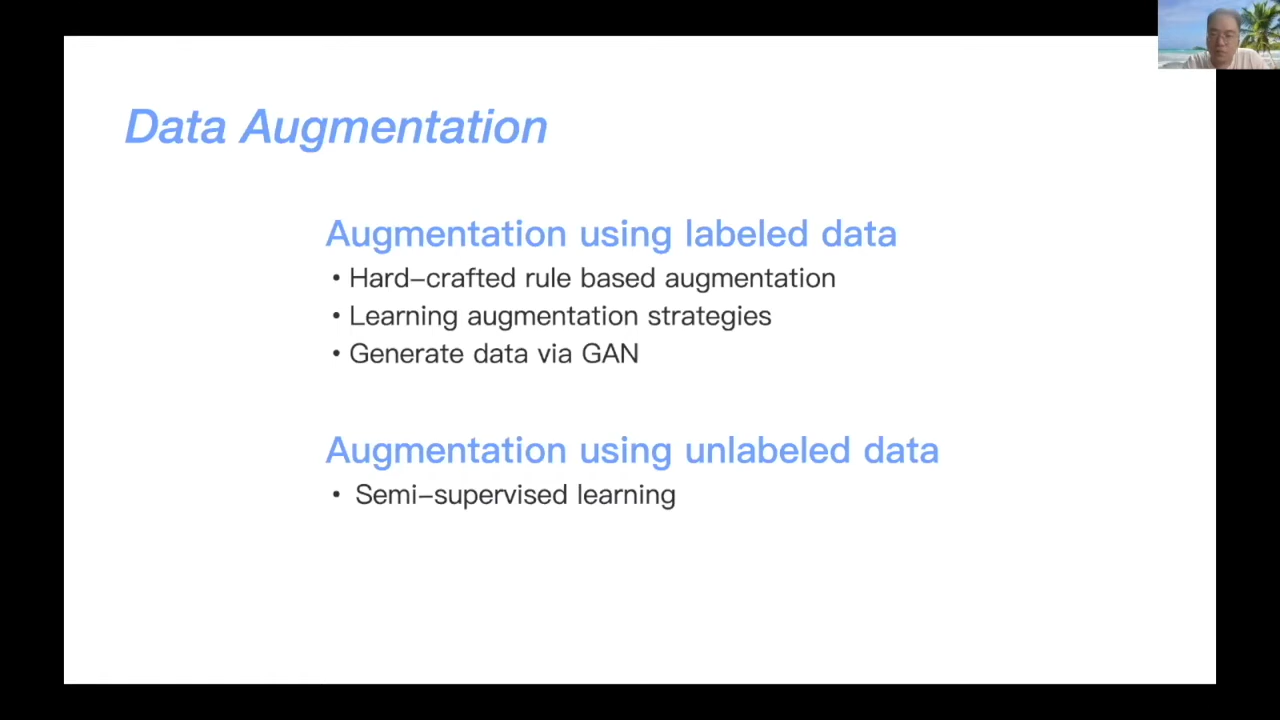 Data Augmentation
Augmentation using labeled data
• Hard-crafted rule based augmentation
• Learning augmentation strategies
• Generate data via GAN
Augmentation using unlabeled data
• Semi-supervised learning